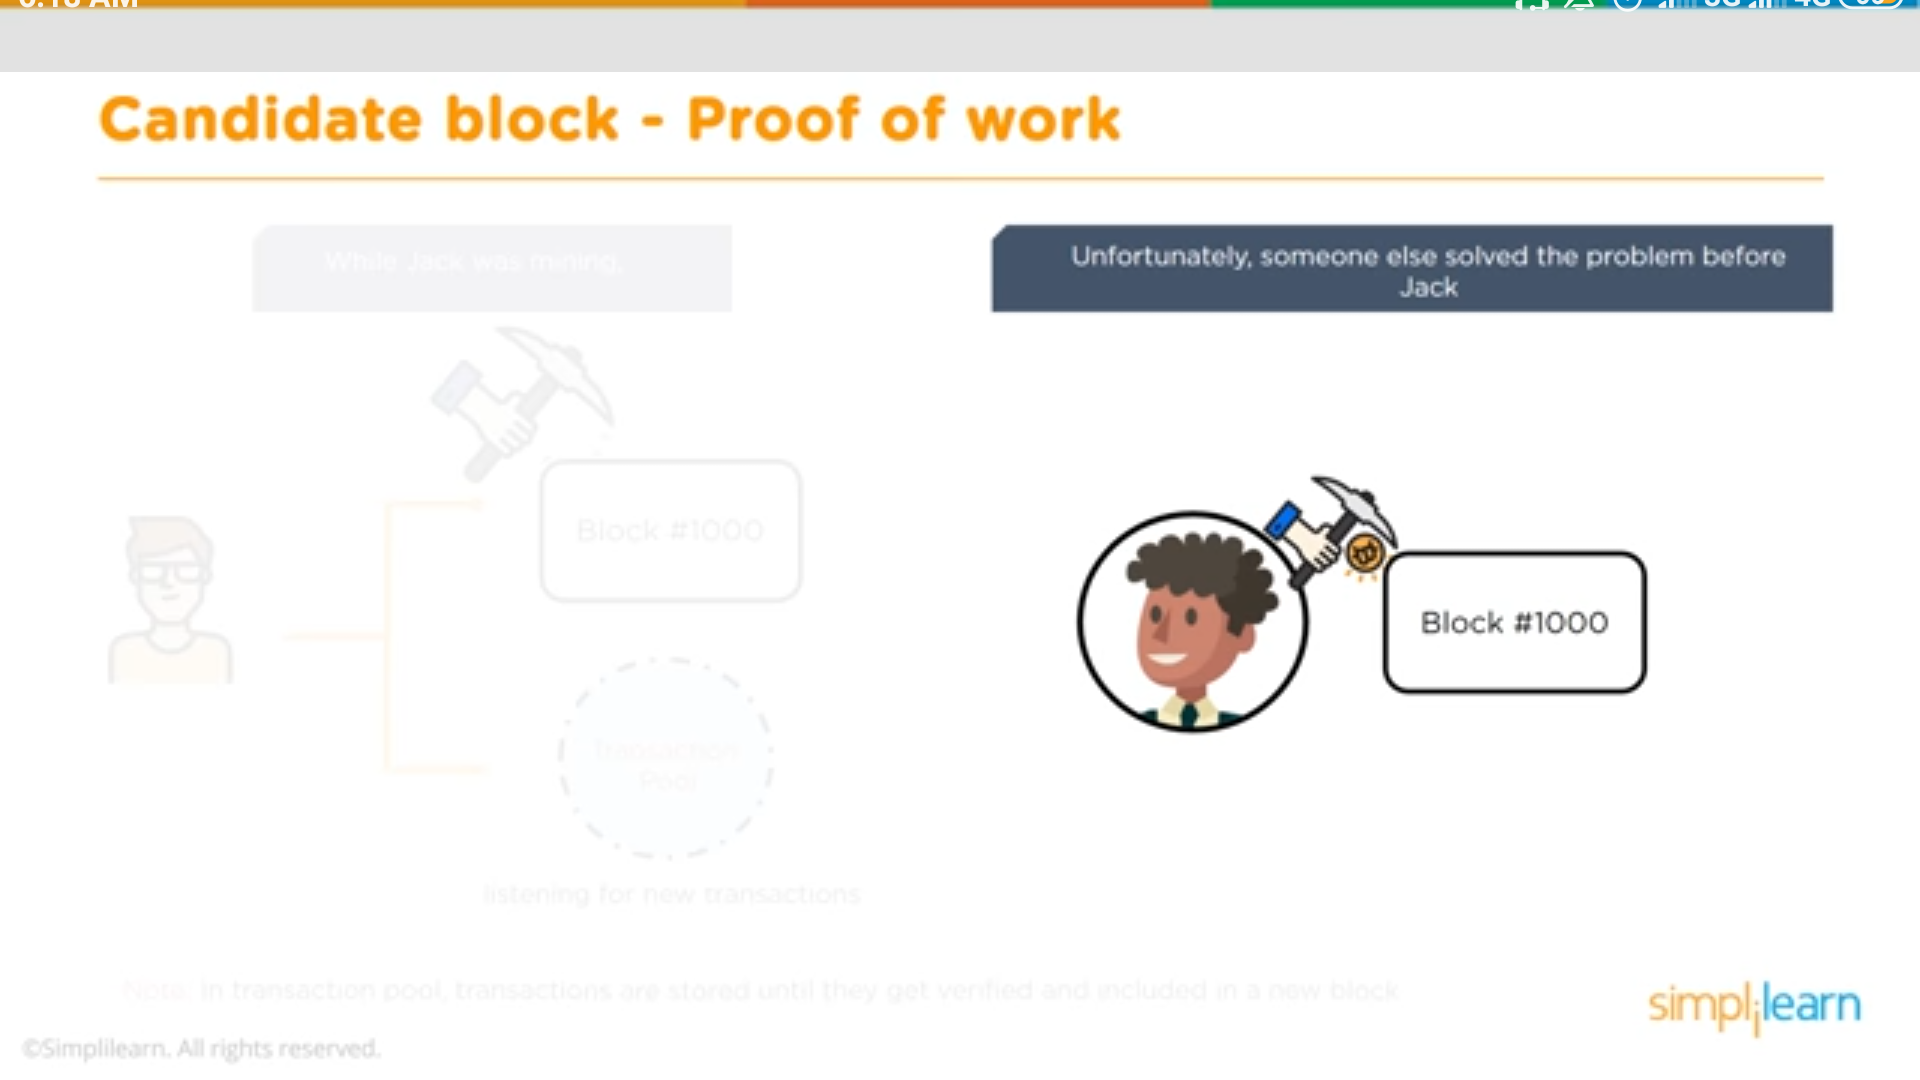 Candidate block - Proof of work
While Jack was mining,
Unfortunately, someone else solved the problem before
Jack
Block #1000
Block #1000
Transaction
Pool
listening for new transactions
Note: In transaction pool, transactions are stored until they get verified and included in a new block
simplilearn
©Simplilearn. All rights reserved.